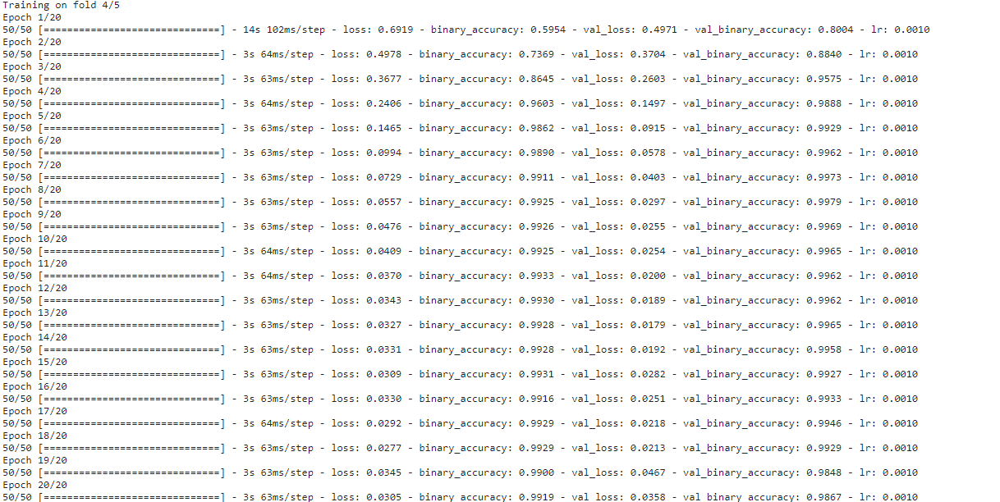 Training on fold 4/5
Epoch 1/20
50/50 [==============================] - 14s 102ms/step - loss: 0.6919 - binary_accuracy: 0.5954 - val_loss: 0.4971 - val_binary_accuracy: 0.8004 - lr: 0.0010
Epoch 2/20
50/50 [==============================] - 3s 64ms/step - loss: 0.4978 - binary_accuracy: 0.7369 - val_loss: 0.3704 - val_binary_accuracy: 0.8840 - lr: 0.0010
Epoch 3/20
50/50 [==============================] - 3s 63ms/step - loss: 0.3677 - binary_accuracy: 0.8645 - val_loss: 0.2603 - val_binary_accuracy: 0.9575 - lr: 0.0010
Epoch 4/20
50/50 [==============================] - 3s 64ms/step - loss: 0.2406 - binary_accuracy: 0.9603 - val_loss: 0.1497 - val_binary_accuracy: 0.9888 - lr: 0.0010
Epoch 5/20
50/50 [==============================] - 3s 63ms/step - loss: 0.1465 - binary_accuracy: 0.9862 - val_loss: 0.0915 - val_binary_accuracy: 0.9929 - lr: 0.0010
Epoch 6/20
50/50 [==============================] - 3s 63ms/step - loss: 0.0994 - binary_accuracy: 0.9890 - val_loss: 0.0578 - val_binary_accuracy: 0.9962 - lr: 0.0010
Epoch 7/20
50/50 [==============================] - 3s 63ms/step - loss: 0.0729 - binary_accuracy: 0.9911 - val_loss: 0.0403 - val_binary_accuracy: 0.9973 - lr: 0.0010
Epoch 8/20
50/50 [==============================] - 3s 63ms/step - loss: 0.0557 - binary_accuracy: 0.9925 - val_loss: 0.0297 - val_binary_accuracy: 0.9979 - lr: 0.0010
Epoch 9/20
50/50 [==============================] - 3s 63ms/step - loss: 0.0476 - binary_accuracy: 0.9926 - val_loss: 0.0255 - val_binary_accuracy: 0.9969 - lr: 0.0010
Epoch 10/20
50/50 [==============================] - 3s 64ms/step - loss: 0.0409 - binary_accuracy: 0.9925 - val_loss: 0.0254 - val_binary_accuracy: 0.9965 - lr: 0.0010
Epoch 11/20
50/50 [==============================] - 3s 64ms/step - loss: 0.0370 - binary_accuracy: 0.9933 - val_loss: 0.0200 - val_binary_accuracy: 0.9962 - lr: 0.0010
Epoch 12/20
50/50 [==============================] - 3s 63ms/step - loss: 0.0343 - binary_accuracy: 0.9930 - val_loss: 0.0189 - val_binary_accuracy: 0.9962 - lr: 0.0010
Epoch 13/20
50/50 [==============================] - 3s 63ms/step - loss: 0.0327 - binary_accuracy: 0.9928 - val_loss: 0.0179 - val_binary_accuracy: 0.9965 - lr: 0.0010
Epoch 14/20
50/50 [==============================] - 3s 63ms/step - loss: 0.0331 - binary_accuracy: 0.9928 - val_loss: 0.0192 - val_binary_accuracy: 0.9958 - lr: 0.0010
Epoch 15/20
50/50 [==============================] - 3s 63ms/step - loss: 0.0309 - binary_accuracy: 0.9931 - val_loss: 0.0282 - val_binary_accuracy: 0.9927 - lr: 0.0010
Epoch 16/20
50/50 [==============================] - 3s 63ms/step - loss: 0.0330 - binary_accuracy: 0.9916 - val_loss: 0.0251 - val_binary_accuracy: 0.9933 - lr: 0.0010
Epoch 17/20
50/50 [==============================] - 3s 64ms/step - loss: 0.0292 - binary_accuracy: 0.9929 - val_loss: 0.0218 - val_binary_accuracy: 0.9946 - lr: 0.0010
Epoch 18/20
50/50 [==============================] - 3s 63ms/step - loss: 0.0277 - binary_accuracy: 0.9929 - val_loss: 0.0213 - val_binary_accuracy: 0.9929 - lr: 0.0010
Epoch 19/20
50/50 [==============================] - 3s 63ms/step - loss: 0.0345 - binary_accuracy: 0.9900 - val_loss: 0.0467 - val_binary_accuracy: 0.9848 - lr: 0.0010
Epoch 20/20
50/50 [==============================] - 3s 63ms/step - loss: 0.0305 - binary_accuracy: 0.9919 - val_loss: 0.0358 - val_binary_accuracy: 0.9867 - lr: 0.0010